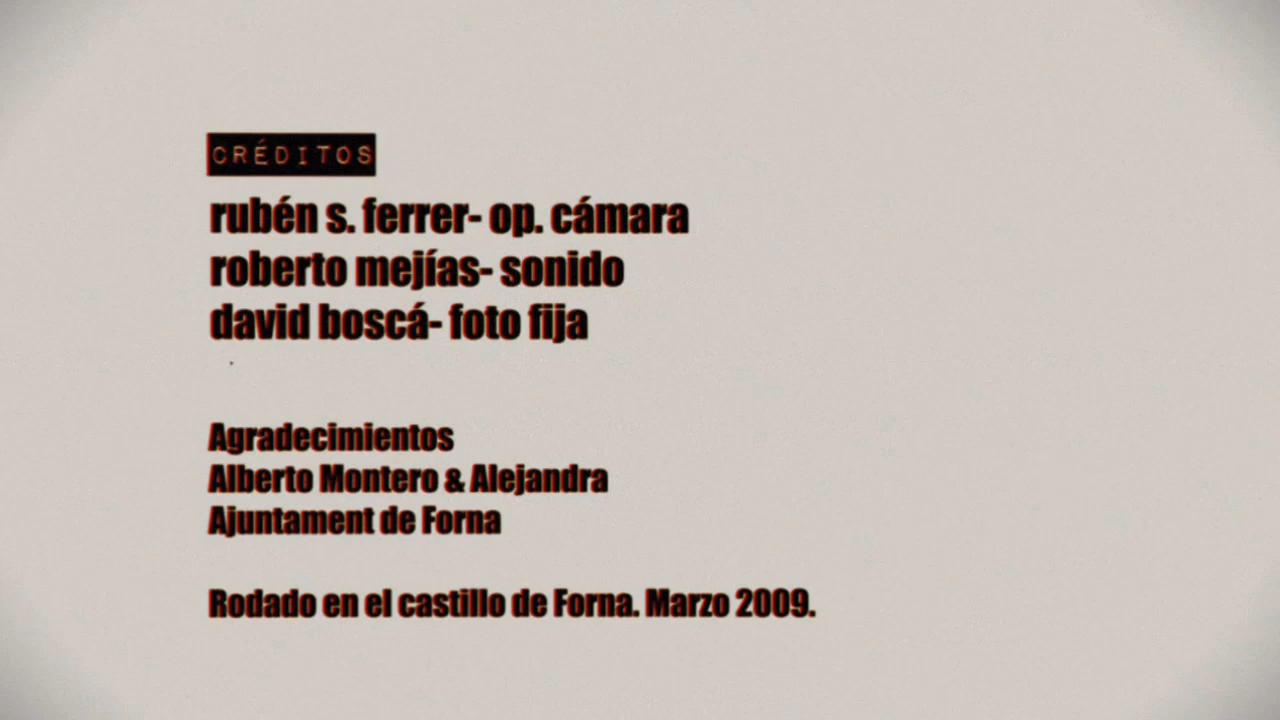 CRÉDITOS
rubén s. ferrer- op. cámara
roberto mejías- sonido
david boscá- foto fija
Agradecimientos
Alberto Montero & Alejandra
Ajuntament de Forna
Rodado en el castillo de Forna. Marzo 2009.